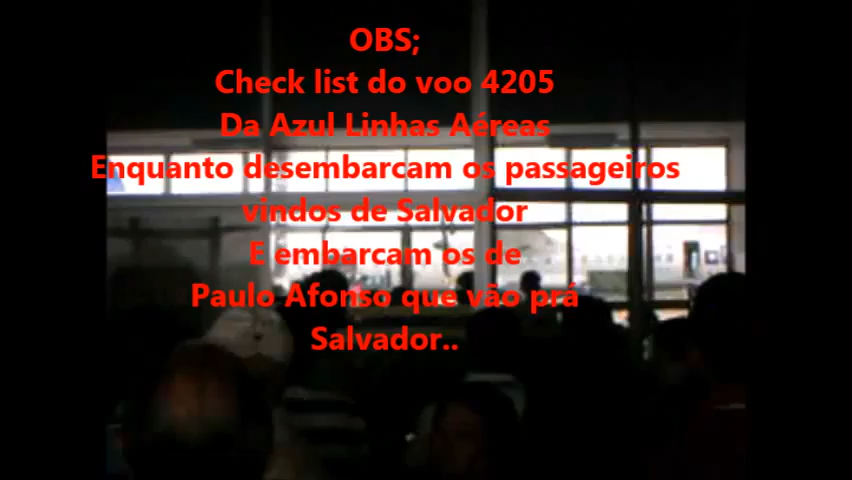 OBS;
Check list do voo 4205
Da Azul Linhas Aéreas
Enquanto desembarcam os passageiros
vindos de Salvador
E embarcam os de
Paulo Afonso que vão prá
Salvador..